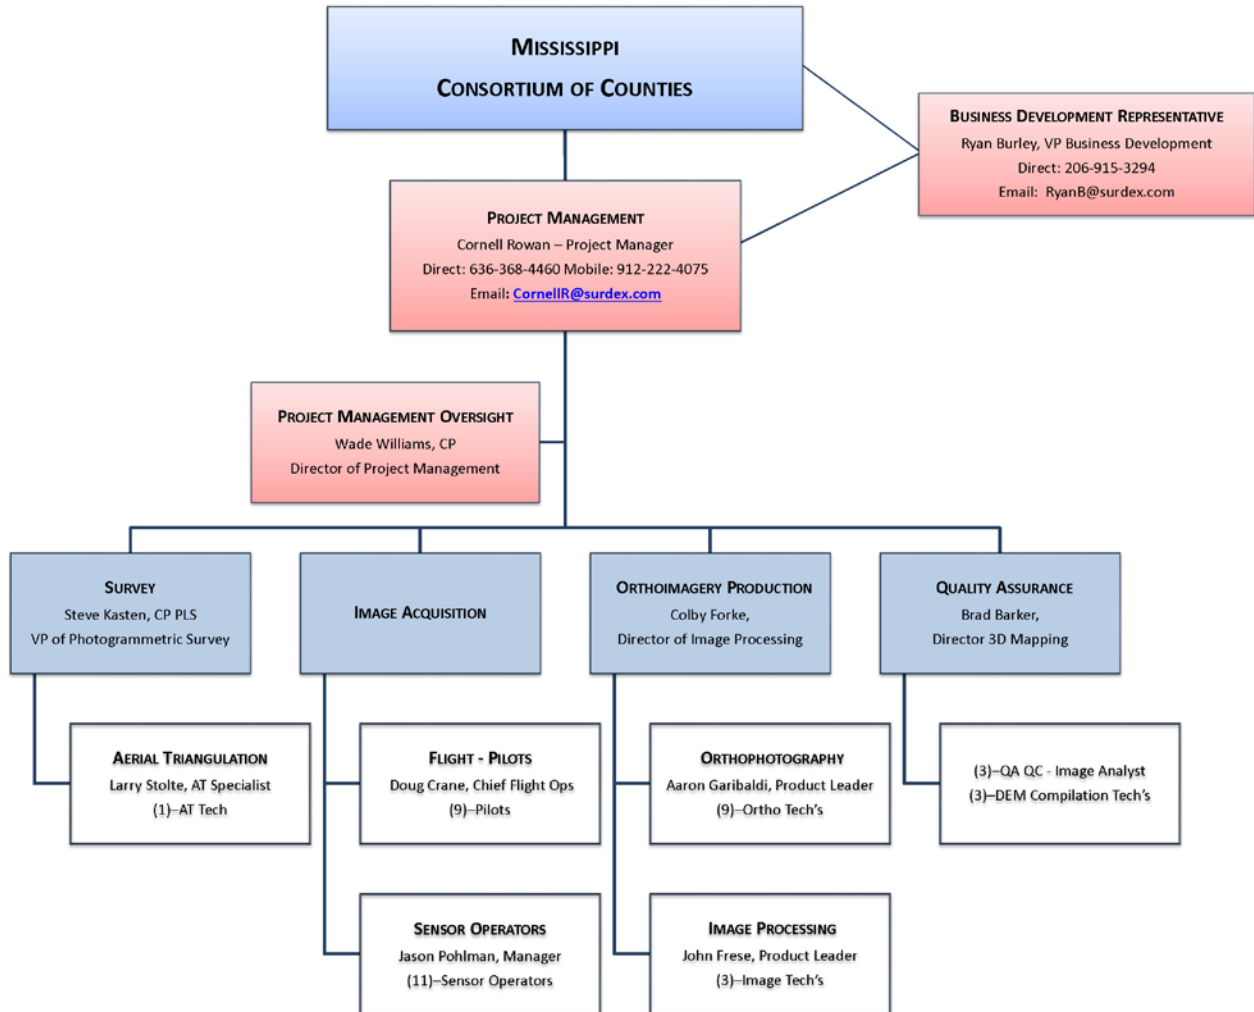 MISSISSIPPI
CONSORTIUM OF COUNTIES
BUSINESS DEVELOPMENT REPRESENTATIVE
Ryan Burley, VP Business Development
Direct: 206-915-3294
Email: RyanB@surdex.com
PROJECT MANAGEMENT
Cornell Rowan – Project Manager
Direct: 636-368-4460 Mobile: 912-222-4075
Email: CornellR@surdex.com
PROJECT MANAGEMENT OVERSIGHT
Wade Williams, CP
Director of Project Management
SURVEY
Steve Kasten, CP PLS
VP of Photogrammetric Survey
IMAGE ACQUISITION
ORTHOIMAGERY PRODUCTION
Colby Forke,
Director of Image Processing
QUALITY ASSURANCE
Brad Barker,
Director 3D Mapping
AERIAL TRIANGULATION
Larry Stolte, AT Specialist
(1)–AT Tech
FLIGHT - PILOTS
Doug Crane, Chief Flight Ops
(9)–Pilots
ORTHOPHOTOGRAPHY
Aaron Garibaldi, Product Leader
(9)–Ortho Tech's
(3)–QA QC - Image Analyst
(3)–DEM Compilation Tech's
SENSOR OPERATORS
Jason Pohlman, Manager
(11)–Sensor Operators
IMAGE PROCESSING
John Frese, Product Leader
(3)–Image Tech's